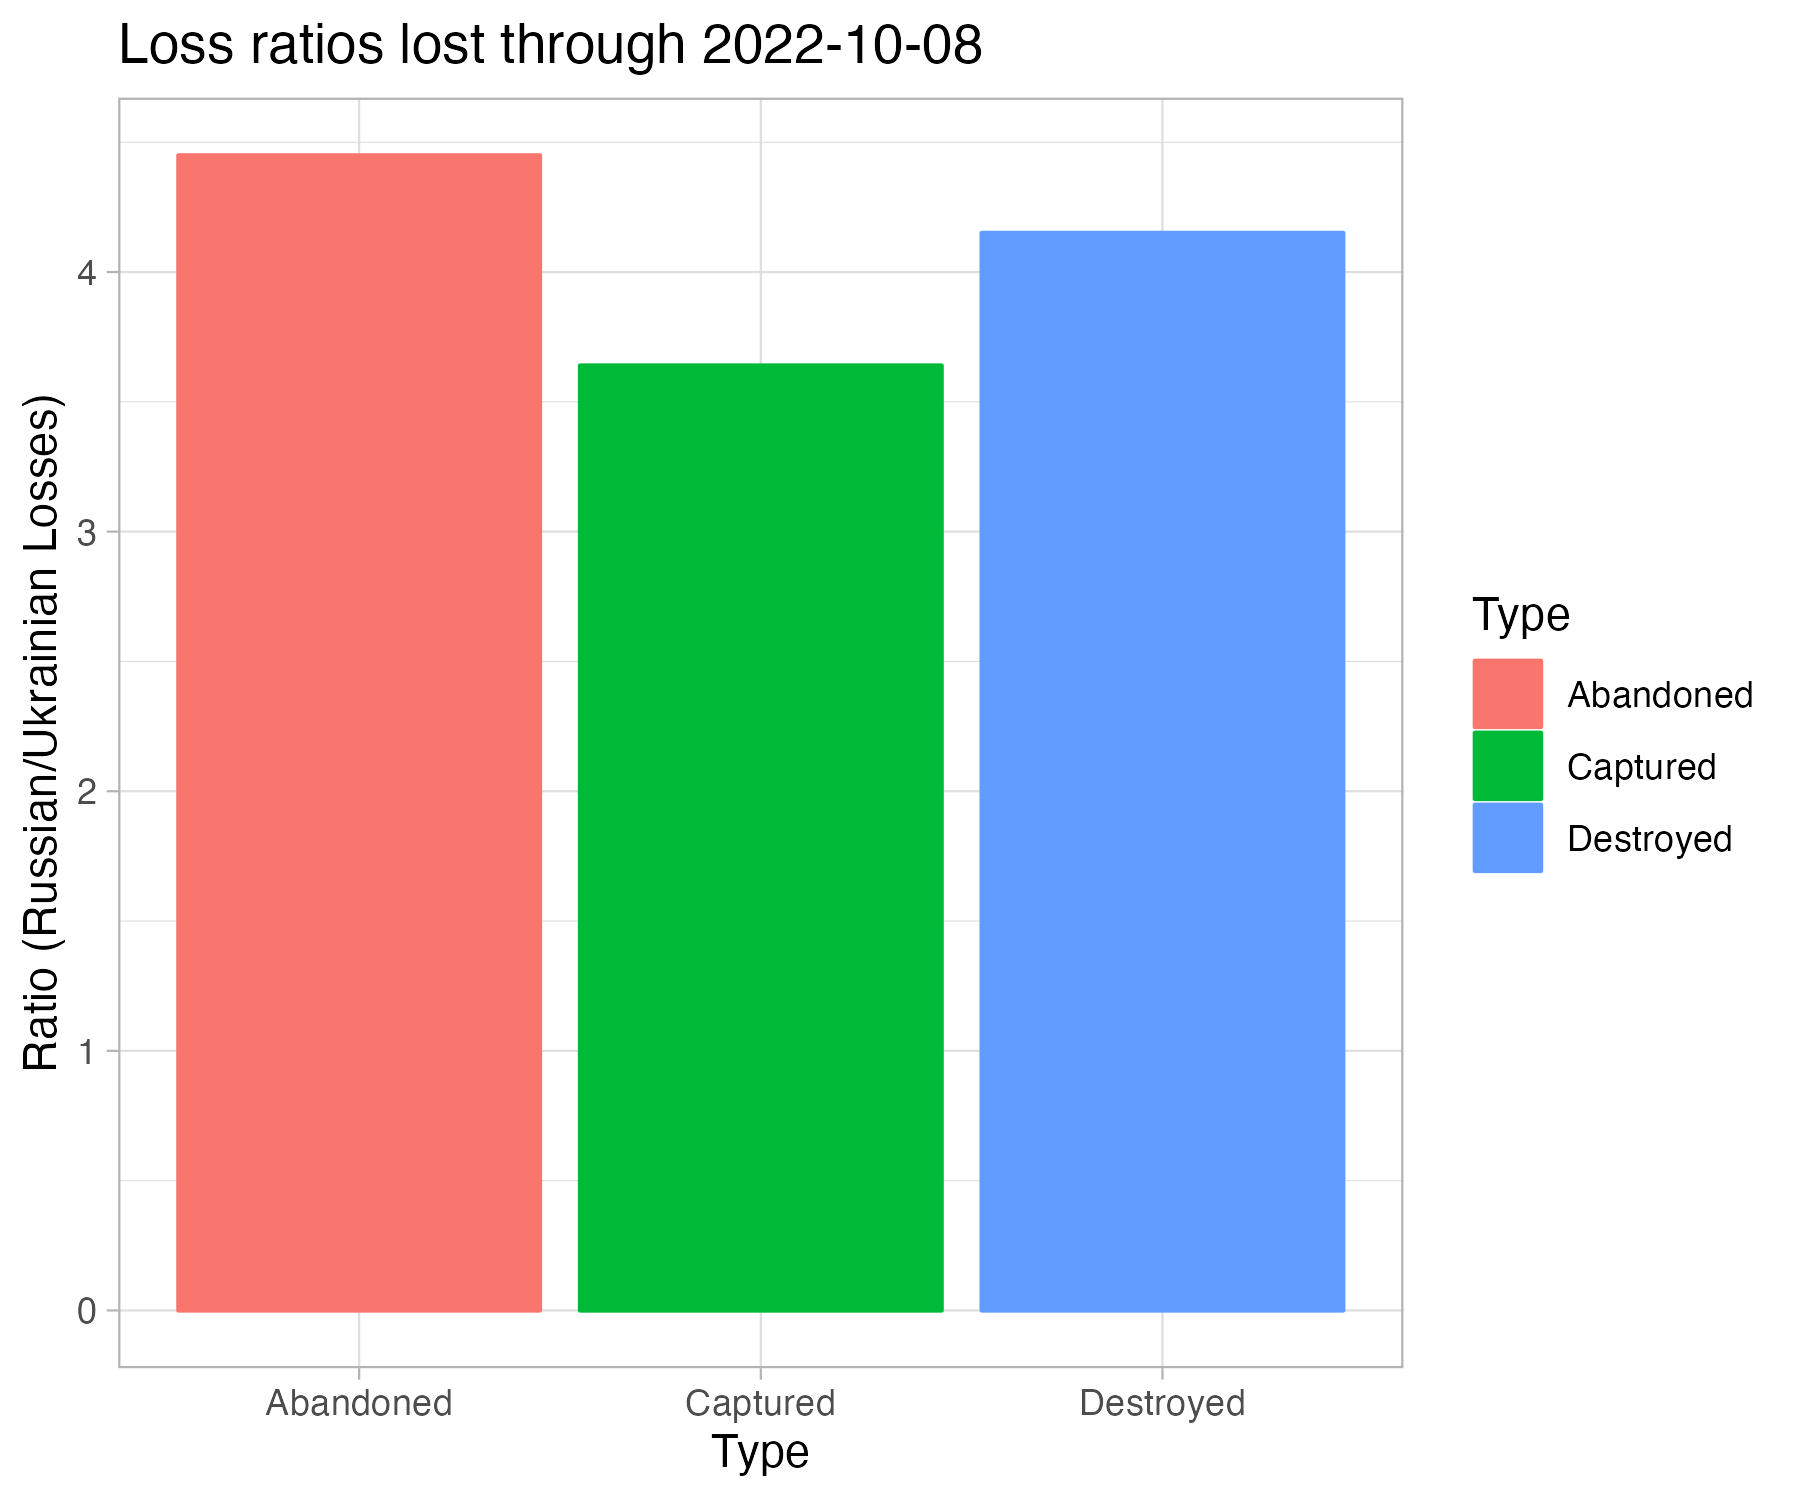 Loss ratios lost through 2022-10-08
Ratio (Russian/Ukrainian Losses)
4
3
2
1
0
Abandoned
Captured
Destroyed
Type
Type
Abandoned
Captured
Destroyed